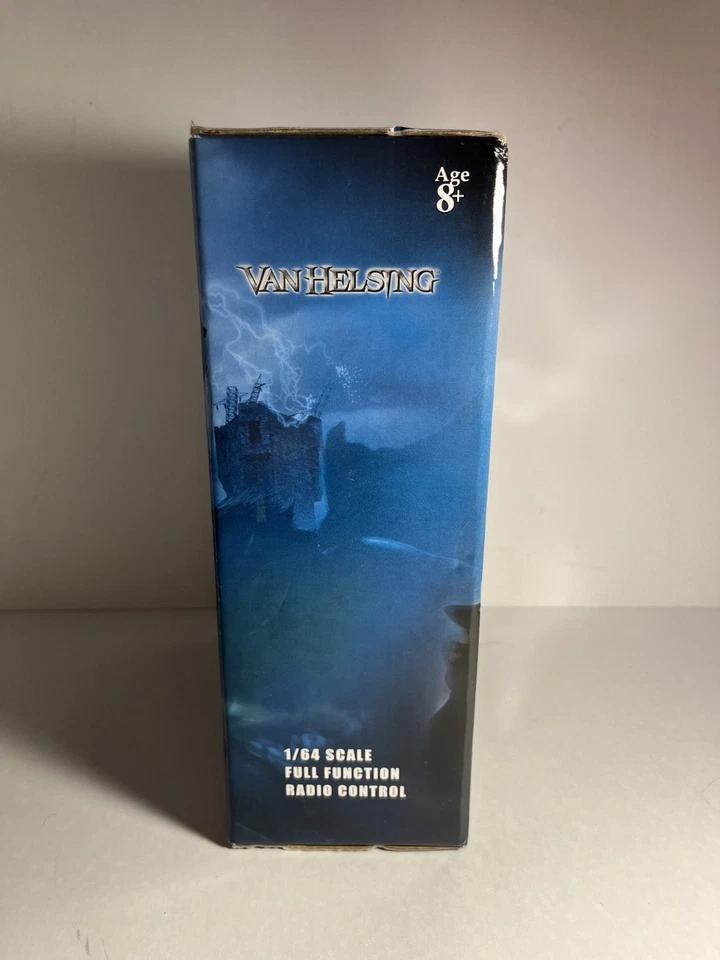 Age
8+
VAN HELSING
1/64 SCALE
FULL FUNCTION
RADIO CONTROL